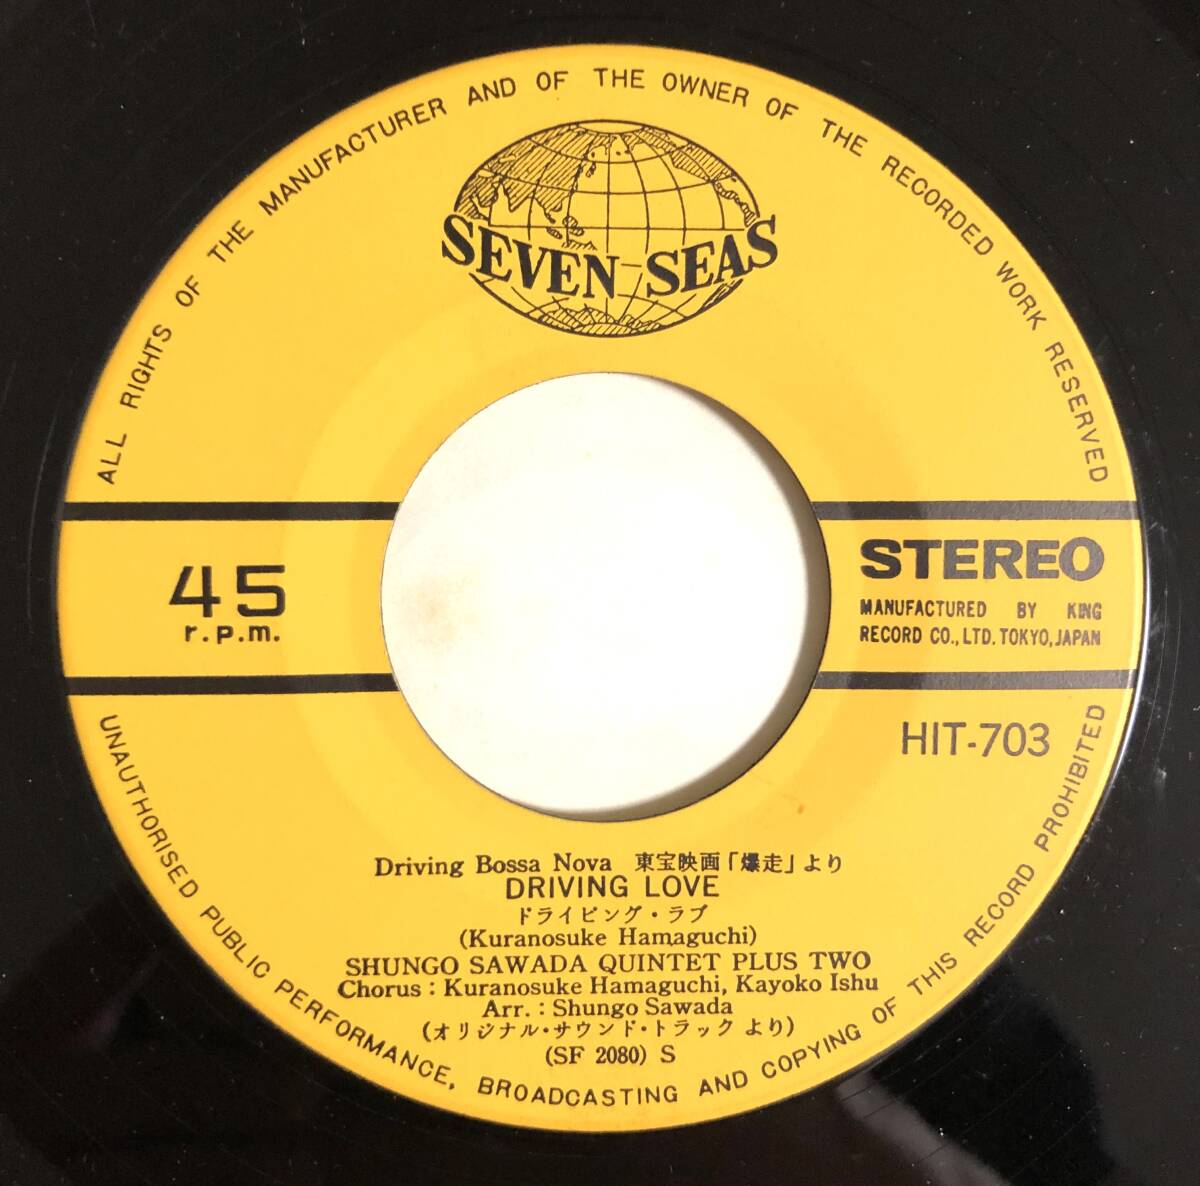 ALL RIGHTS OF THE MANUFACTURER AND OF THE OWNER OF THE RECORDED WORK RESERVED
SEVEN SEAS
45
r.p.m.
STEREO
MANUFACTURED BY KING
RECORD CO., LTD. TOKYO, JAPAN
HIT-703
Driving Bossa Nova 東宝映画「爆走」より
DRIVING LOVE
ドライビング・ラブ
(Kuranosuke Hamaguchi)
SHUNGO SAWADA QUINTET PLUS TWO
Chorus : Kuranosuke Hamaguchi, Kayoko Ishu
Arr. : Shungo Sawada
(オリジナル・サウンド・トラックより)
(SF 2080) S
UNAUTHORISED PUBLIC PERFORMANCE, BROADCASTING AND COPYING OF THIS RECORD PROHIBITED